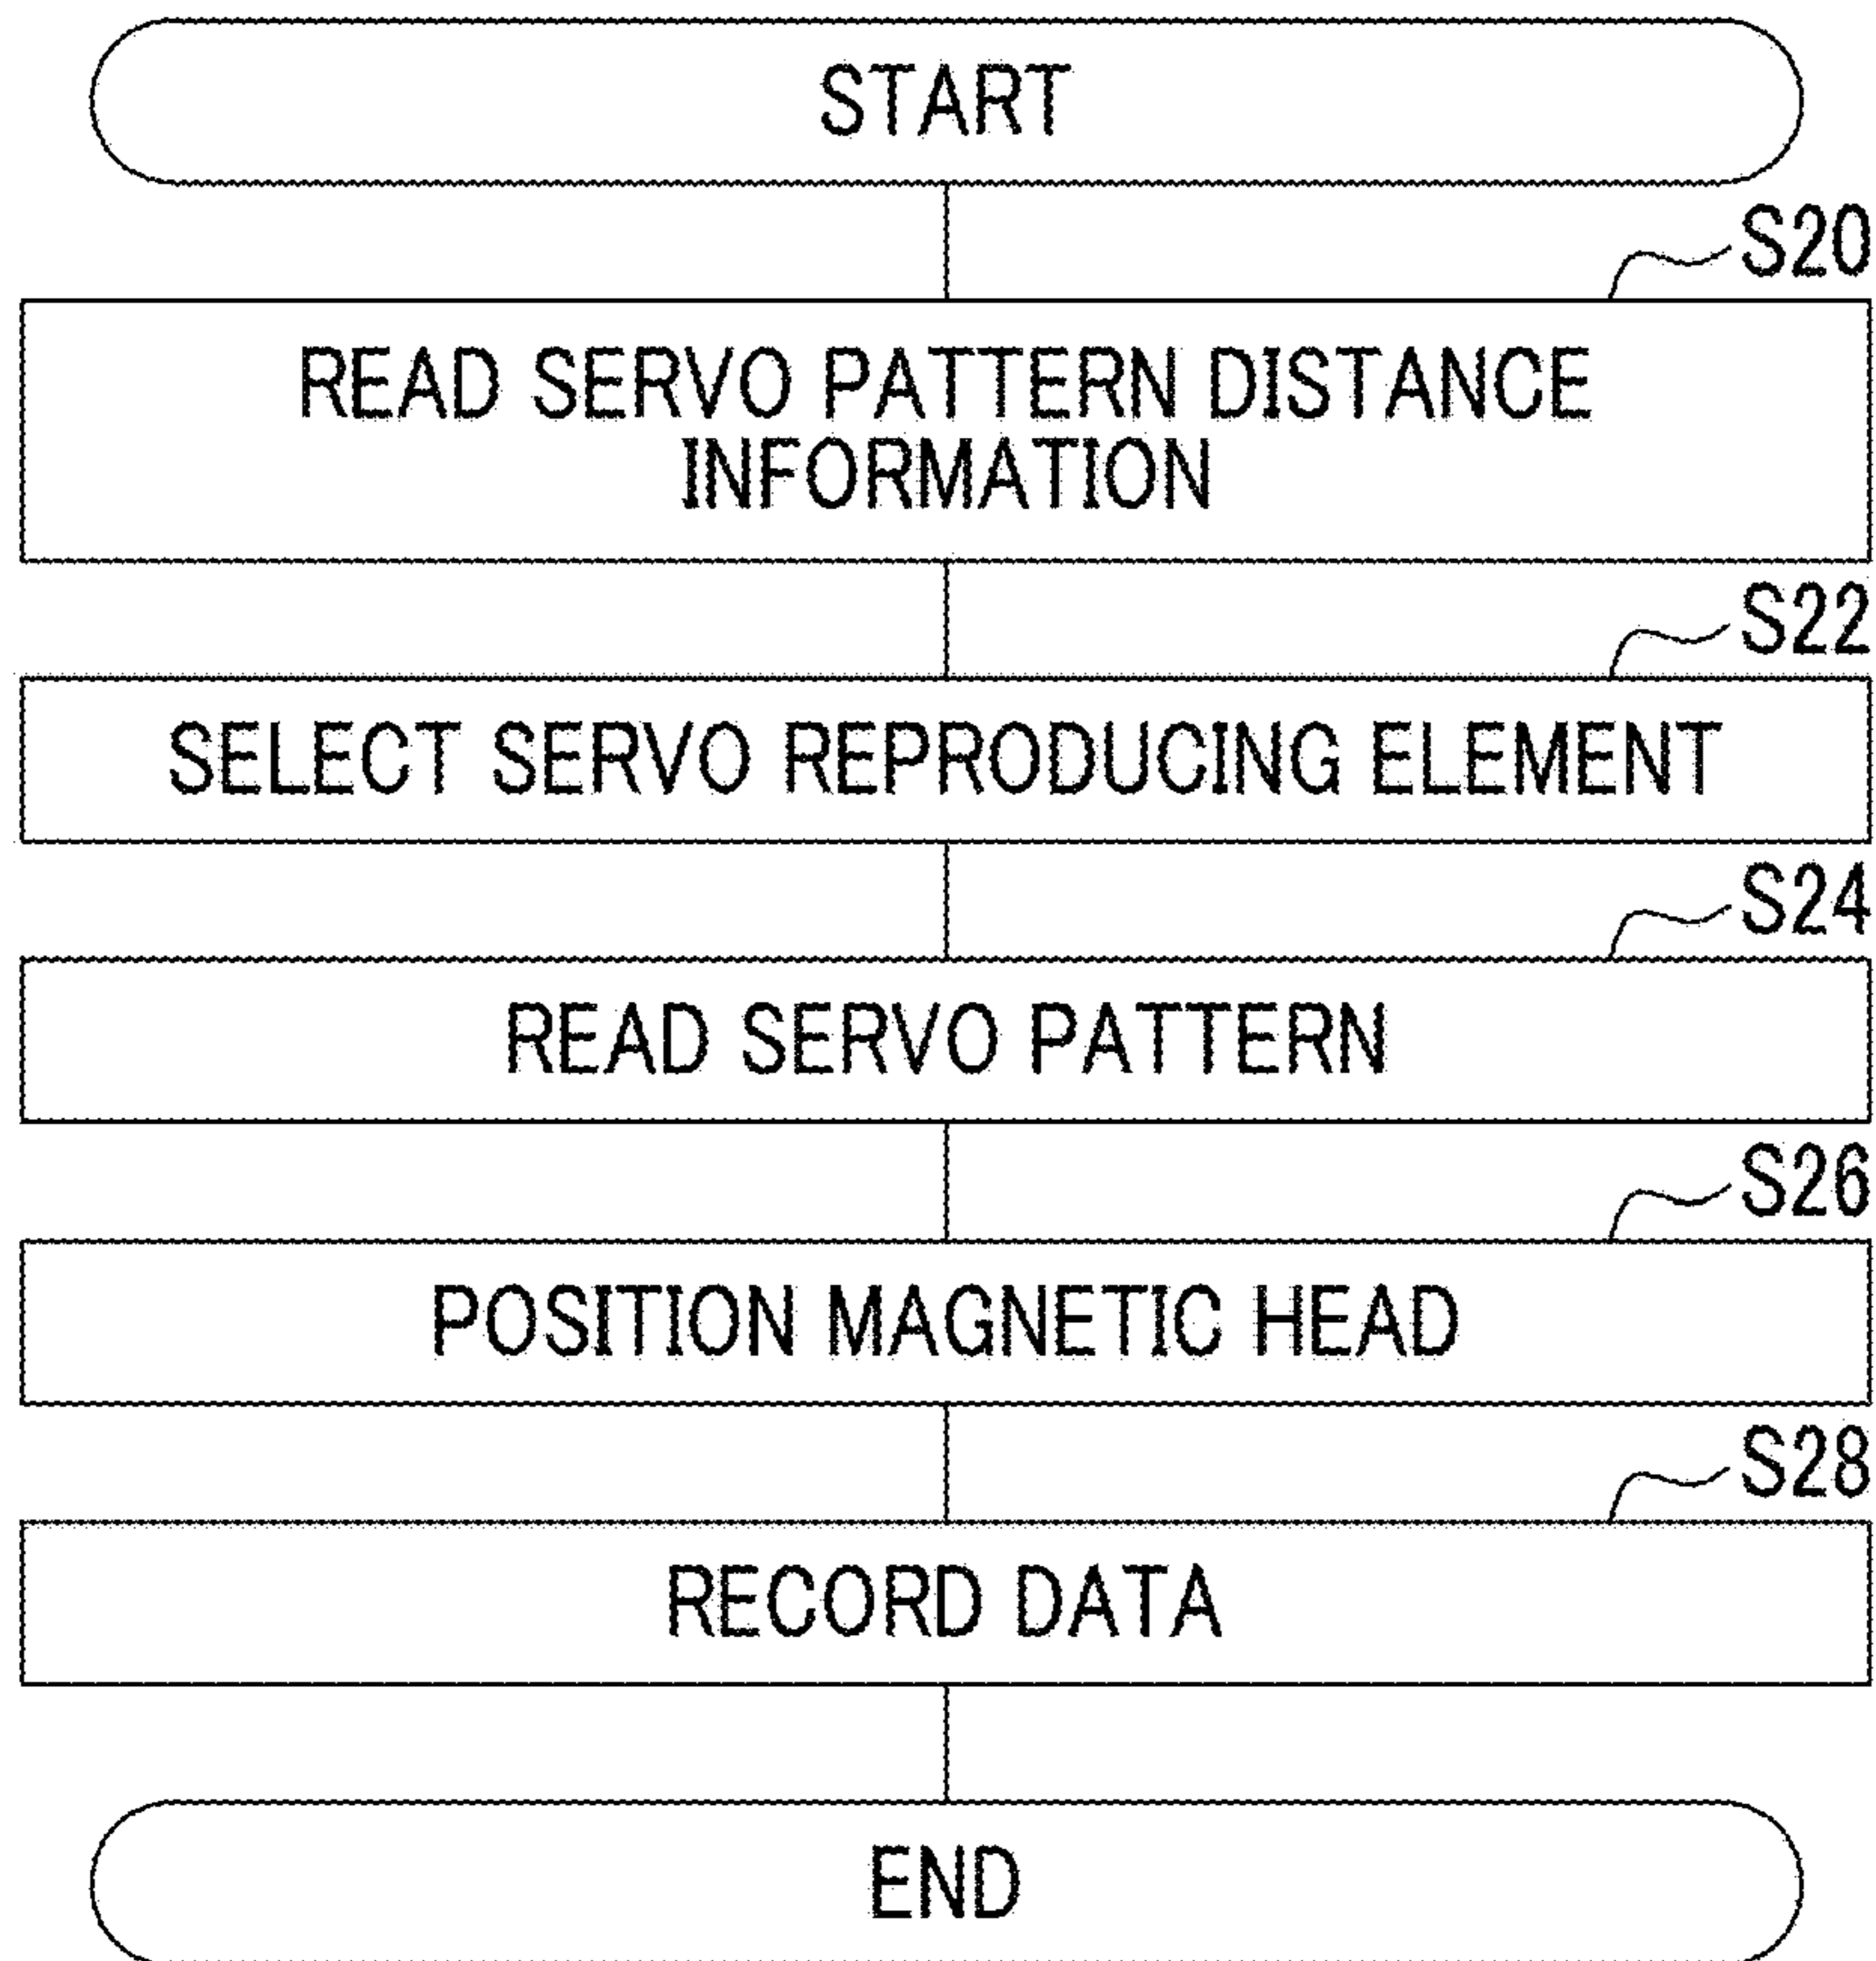 START
S20
READ SERVO PATTERN DISTANCE
INFORMATION
S22
SELECT SERVO REPRODUCING ELEMENT
S24
READ SERVO PATTERN
S26
POSITION MAGNETIC HEAD
S28
RECORD DATA
END